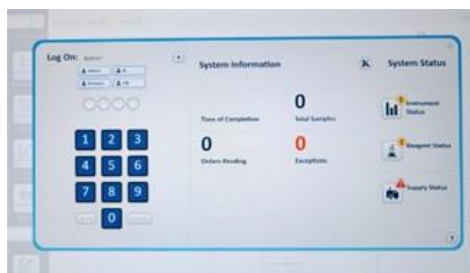 Log On:
System Information
System Status
0
Time of Completion
Total Samples
Instrument Status
0
0
Orders Pending
Exceptions
Reagent Status
Supply Status
1 2 3
4 5 6
7 8 9
0
?